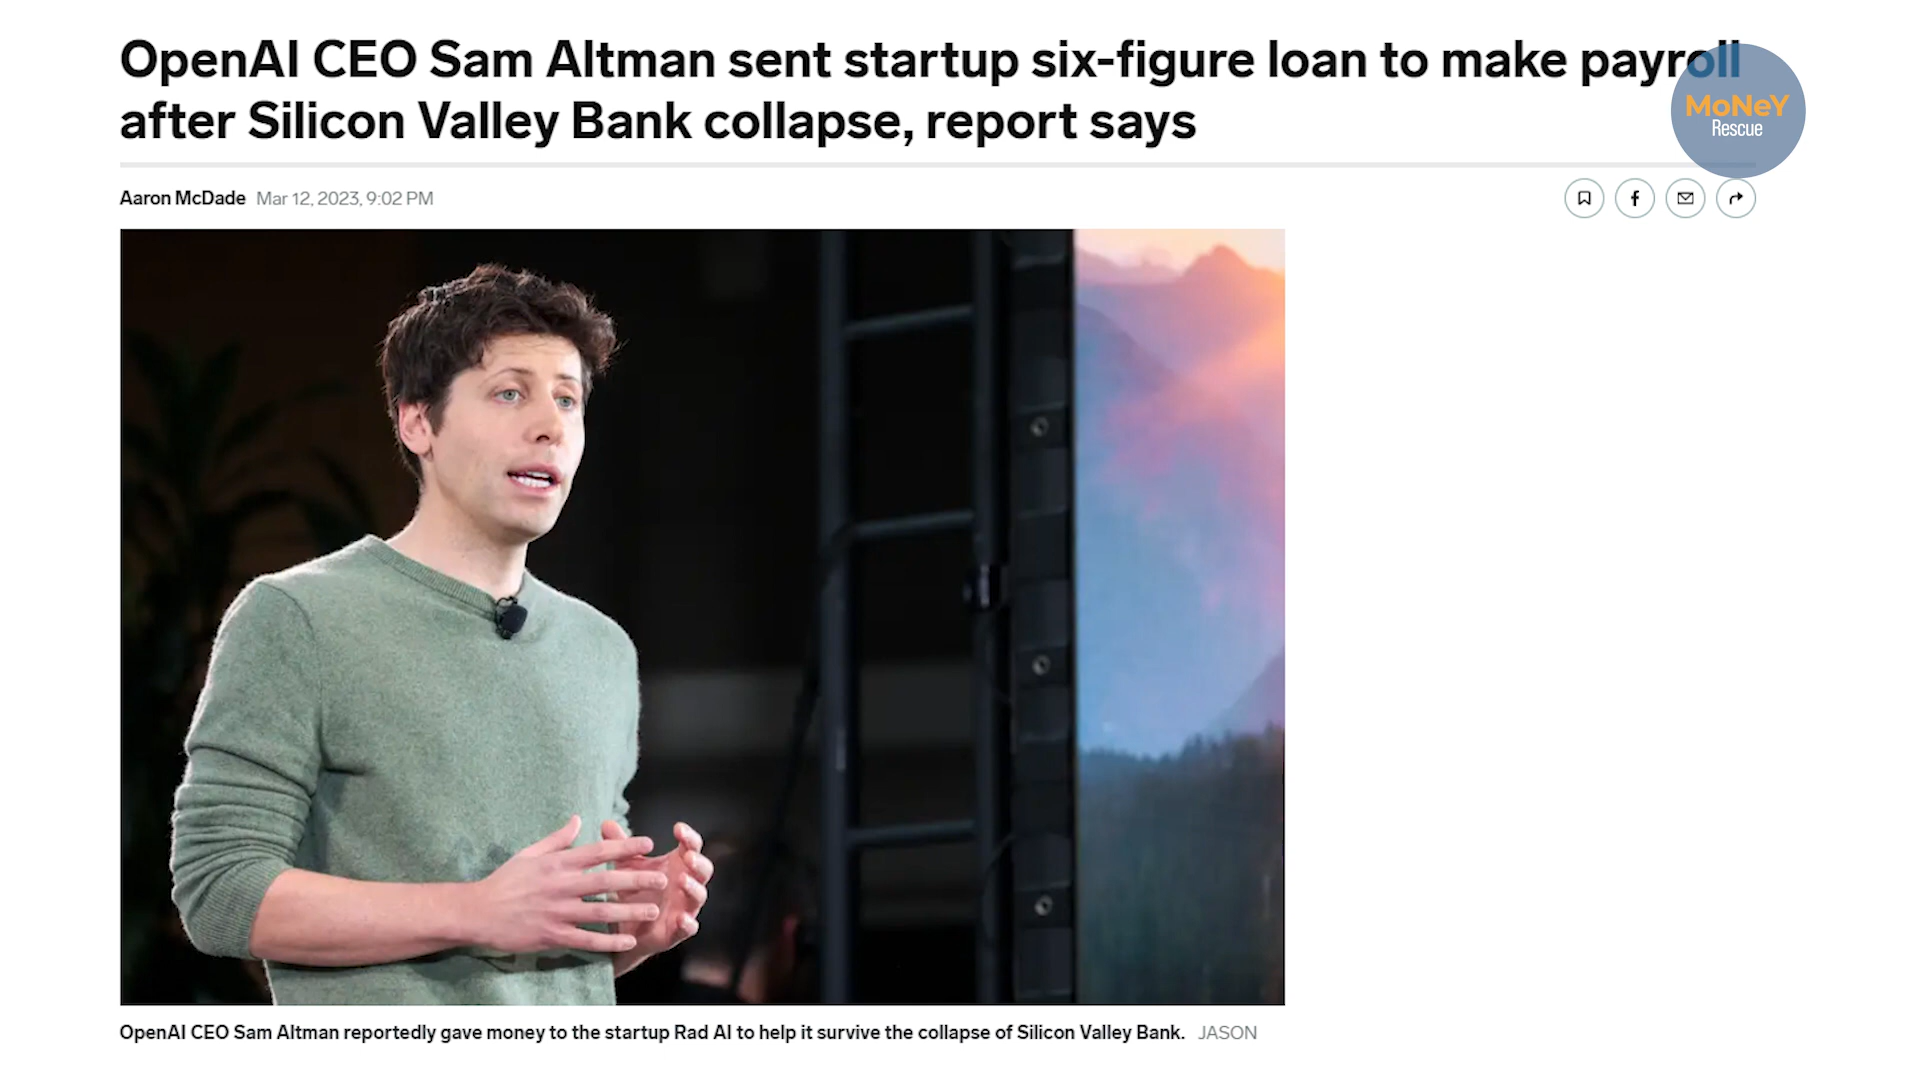 OpenAI CEO Sam Altman sent startup six-figure loan to make payroll
after Silicon Valley Bank collapse, report says
MoNeY
Rescue
Aaron McDade Mar 12, 2023, 9:02 PM
OpenAI CEO Sam Altman reportedly gave money to the startup Rad AI to help it survive the collapse of Silicon Valley Bank. JASON